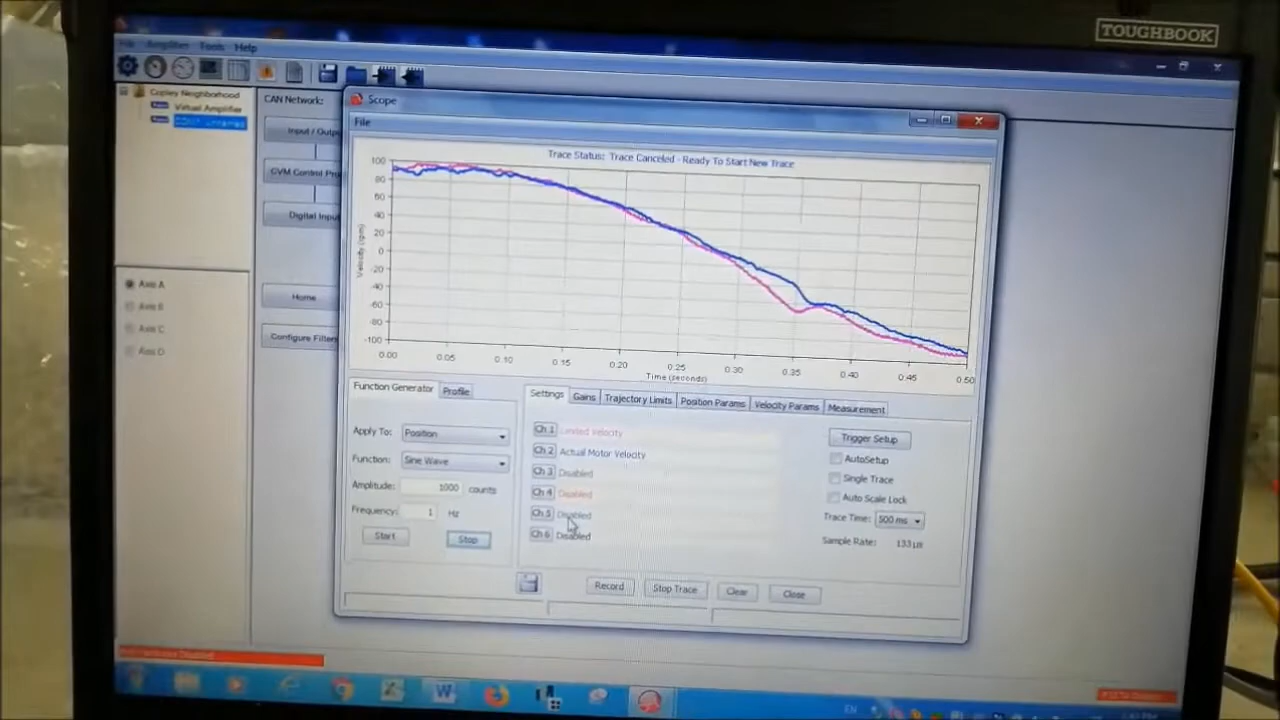 TOUGHBOOK
Amplifier Tools Help
Copley Neighborhood
Virtual Amplifier
CAN Network:
Scope
File
Input / Outp
CVM Control Pro
Digital Input
Home
Configure Filters
Axis A
Axis B
Axis C
Axis D
Trace Status: Trace Canceled - Ready To Start New Trace
Velocity (rpm)
100
80
60
40
20
0
-20
-40
-60
-80
-100
0.00 0.05 0.10 0.15 0.20 0.25 0.30 0.35 0.40 0.45 0.50
Time (seconds)
Function Generator Profile
Settings Gains Trajectory Limits Position Params Velocity Params Measurement
Apply To: Position
Function: Sine Wave
Amplitude: 1000 counts
Frequency: 1 Hz
Start Stop
Ch 1 Limited Velocity
Ch 2 Actual Motor Velocity
Ch 3 Disabled
Ch 4 Disabled
Ch 5 Disabled
Ch 6 Disabled
Trigger Setup
AutoSetup
Single Trace
Auto Scale Lock
Trace Time: 500 ms
Sample Rate: 133 µs
Record Stop Trace Clear Close
EN